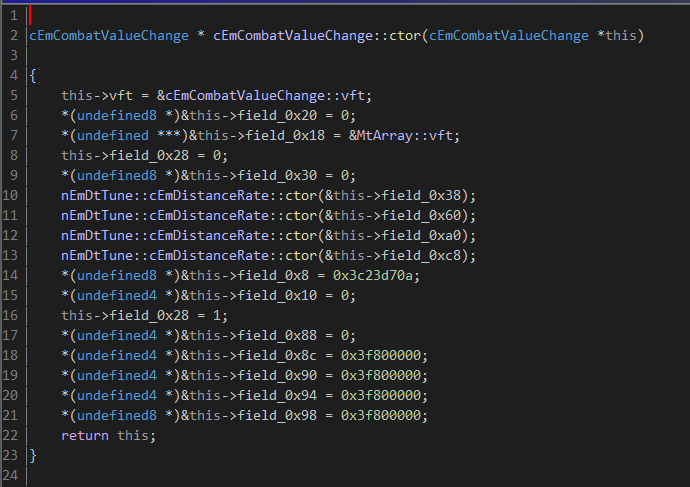 1
2 cEmCombatValueChange * cEmCombatValueChange::ctor(cEmCombatValueChange *this)
3
4 {
5     this->vft = &cEmCombatValueChange::vft;
6     *(undefined8 *)&this->field_0x20 = 0;
7     *(undefined ***)&this->field_0x18 = &MtArray::vft;
8     this->field_0x28 = 0;
9     *(undefined8 *)&this->field_0x30 = 0;
10     nEmDtTune::cEmDistanceRate::ctor(&this->field_0x38);
11     nEmDtTune::cEmDistanceRate::ctor(&this->field_0x60);
12     nEmDtTune::cEmDistanceRate::ctor(&this->field_0xa0);
13     nEmDtTune::cEmDistanceRate::ctor(&this->field_0xc8);
14     *(undefined8 *)&this->field_0x8 = 0x3c23d70a;
15     *(undefined4 *)&this->field_0x10 = 0;
16     this->field_0x28 = 1;
17     *(undefined4 *)&this->field_0x88 = 0;
18     *(undefined4 *)&this->field_0x8c = 0x3f800000;
19     *(undefined4 *)&this->field_0x90 = 0x3f800000;
20     *(undefined4 *)&this->field_0x94 = 0x3f800000;
21     *(undefined8 *)&this->field_0x98 = 0x3f800000;
22     return this;
23 }
24